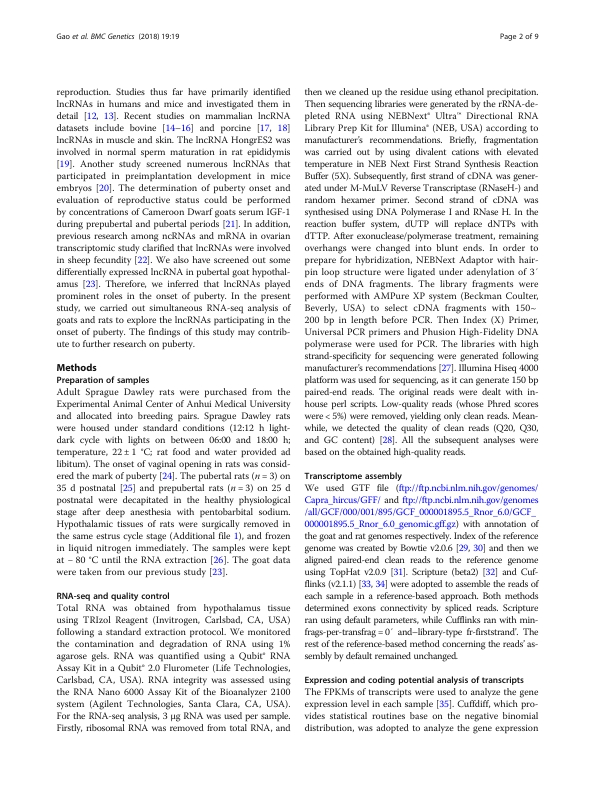 Gao et al. BMC Genetics (2018) 19:19
Page 2 of 9
reproduction. Studies thus far have primarily identified
lncRNAs in humans and mice and investigated them in
detail [12, 13]. Recent studies on mammalian lncRNA
datasets include bovine [14–16] and porcine [17, 18]
lncRNAs in muscle and skin. The lncRNA HongrES2 was
involved in normal sperm maturation in rat epididymis
[19]. Another study screened numerous lncRNAs that
participated in preimplantation development in mice
embryos [20]. The determination of puberty onset and
evaluation of reproductive status could be performed
by concentrations of Cameroon Dwarf goats serum IGF-1
during prepubertal and pubertal periods [21]. In addition,
previous research among ncRNAs and mRNA in ovarian
transcriptomic study clarified that lncRNAs were involved
in sheep fecundity [22]. We also have screened out some
differentially expressed lncRNA in pubertal goat hypothal-
amus [23]. Therefore, we inferred that lncRNAs played
prominent roles in the onset of puberty. In the present
study, we carried out simultaneous RNA-seq analysis of
goats and rats to explore the lncRNAs participating in the
onset of puberty. The findings of this study may contrib-
ute to further research on puberty.
Methods
Preparation of samples
Adult Sprague Dawley rats were purchased from the
Experimental Animal Center of Anhui Medical University
and allocated into breeding pairs. Sprague Dawley rats
were housed under standard conditions (12:12 h light-
dark cycle with lights on between 06:00 and 18:00 h;
temperature, 22 ± 1 °C; rat food and water provided ad
libitum). The onset of vaginal opening in rats was consid-
ered the mark of puberty [24]. The pubertal rats (n = 3) on
35 d postnatal [25] and prepubertal rats (n = 3) on 25 d
postnatal were decapitated in the healthy physiological
stage after deep anesthesia with pentobarbital sodium.
Hypothalamic tissues of rats were surgically removed in
the same estrus cycle stage (Additional file 1), and frozen
in liquid nitrogen immediately. The samples were kept
at − 80 °C until the RNA extraction [26]. The goat data
were taken from our previous study [23].
RNA-seq and quality control
Total RNA was obtained from hypothalamus tissue
using TRIzol Reagent (Invitrogen, Carlsbad, CA, USA)
following a standard extraction protocol. We monitored
the contamination and degradation of RNA using 1%
agarose gels. RNA was quantified using a Qubit® RNA
Assay Kit in a Qubit® 2.0 Flurometer (Life Technologies,
Carlsbad, CA, USA). RNA integrity was assessed using
the RNA Nano 6000 Assay Kit of the Bioanalyzer 2100
system (Agilent Technologies, Santa Clara, CA, USA).
For the RNA-seq analysis, 3 μg RNA was used per sample.
Firstly, ribosomal RNA was removed from total RNA, and
then we cleaned up the residue using ethanol precipitation.
Then sequencing libraries were generated by the rRNA-de-
pleted RNA using NEBNext® Ultra™ Directional RNA
Library Prep Kit for Illumina® (NEB, USA) according to
manufacturer's recommendations. Briefly, fragmentation
was carried out by using divalent cations with elevated
temperature in NEB Next First Strand Synthesis Reaction
Buffer (5X). Subsequently, first strand of cDNA was gener-
ated under M-MuLV Reverse Transcriptase (RNaseH-) and
random hexamer primer. Second strand of cDNA was
synthesised using DNA Polymerase I and RNase H. In the
reaction buffer system, dUTP will replace dNTPs with
dTTP. After exonuclease/polymerase treatment, remaining
overhangs were changed into blunt ends. In order to
prepare for hybridization, NEBNext Adaptor with hair-
pin loop structure were ligated under adenylation of 3′
ends of DNA fragments. The library fragments were
performed with AMPure XP system (Beckman Coulter,
Beverly, USA) to select cDNA fragments with 150~
200 bp in length before PCR. Then Index (X) Primer,
Universal PCR primers and Phusion High-Fidelity DNA
polymerase were used for PCR. The libraries with high
strand-specificity for sequencing were generated following
manufacturer's recommendations [27]. Illumina Hiseq 4000
platform was used for sequencing, as it can generate 150 bp
paired-end reads. The original reads were dealt with in-
house perl scripts. Low-quality reads (whose Phred scores
were < 5%) were removed, yielding only clean reads. Mean-
while, we detected the quality of clean reads (Q20, Q30,
and GC content) [28]. All the subsequent analyses were
based on the obtained high-quality reads.
Transcriptome assembly
We used GTF file (ftp://ftp.ncbi.nlm.nih.gov/genomes/
Capra_hircus/GFF/ and ftp://ftp.ncbi.nlm.nih.gov/genomes
/all/GCF/000/001/895/GCF_000001895.5_Rnor_6.0/GCF_
000001895.5_Rnor_6.0_genomic.gff.gz) with annotation of
the goat and rat genomes respectively. Index of the reference
genome was created by Bowtie v2.0.6 [29, 30] and then we
aligned paired-end clean reads to the reference genome
using TopHat v2.0.9 [31]. Scripture (beta2) [32] and Cuf-
flinks (v2.1.1) [33, 34] were adopted to assemble the reads of
each sample in a reference-based approach. Both methods
determined exons connectivity by spliced reads. Scripture
ran using default parameters, while Cufflinks ran with min-
frags-per-transfrag = 0′ and–library-type fr-firststrand'. The
rest of the reference-based method concerning the reads' as-
sembly by default remained unchanged.
Expression and coding potential analysis of transcripts
The FPKMs of transcripts were used to analyze the gene
expression level in each sample [35]. Cuffdiff, which pro-
vides statistical routines base on the negative binomial
distribution, was adopted to analyze the gene expression